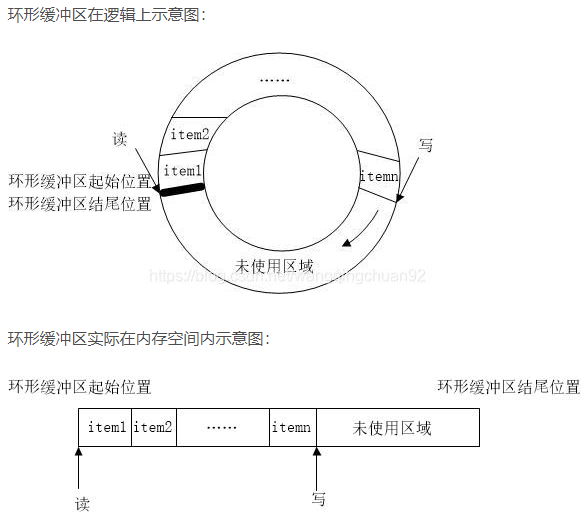 环形缓冲区在逻辑上示意图：
……
读
写
item2
item1
itemn
环形缓冲区起始位置
环形缓冲区结尾位置
未使用区域
https://blog.csdn.net/wangqingchuan92
环形缓冲区实际在内存空间内示意图：
环形缓冲区起始位置 环形缓冲区结尾位置
item1 item2 …… itemn 未使用区域
读 写